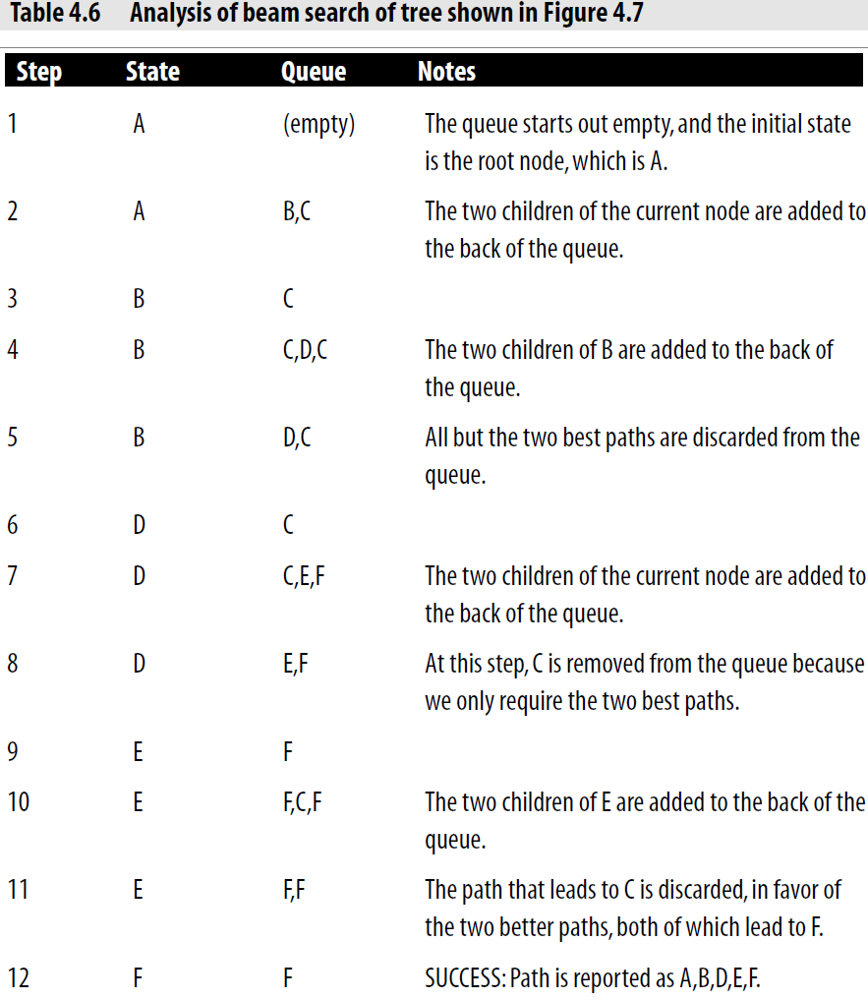 Table 4.6 Analysis of beam search of tree shown in Figure 4.7
Step State Queue Notes
1 A (empty) The queue starts out empty, and the initial state
is the root node, which is A.
2 A B,C The two children of the current node are added to
the back of the queue.
3 B C
4 B C,D,C The two children of B are added to the back of
the queue.
5 B D,C All but the two best paths are discarded from the
queue.
6 D C
7 D C,E,F The two children of the current node are added to
the back of the queue.
8 D E,F At this step, C is removed from the queue because
we only require the two best paths.
9 E F
10 E F,C,F The two children of E are added to the back of the
queue.
11 E F,F The path that leads to C is discarded, in favor of
the two better paths, both of which lead to F.
12 F F SUCCESS: Path is reported as A,B,D,E,F.